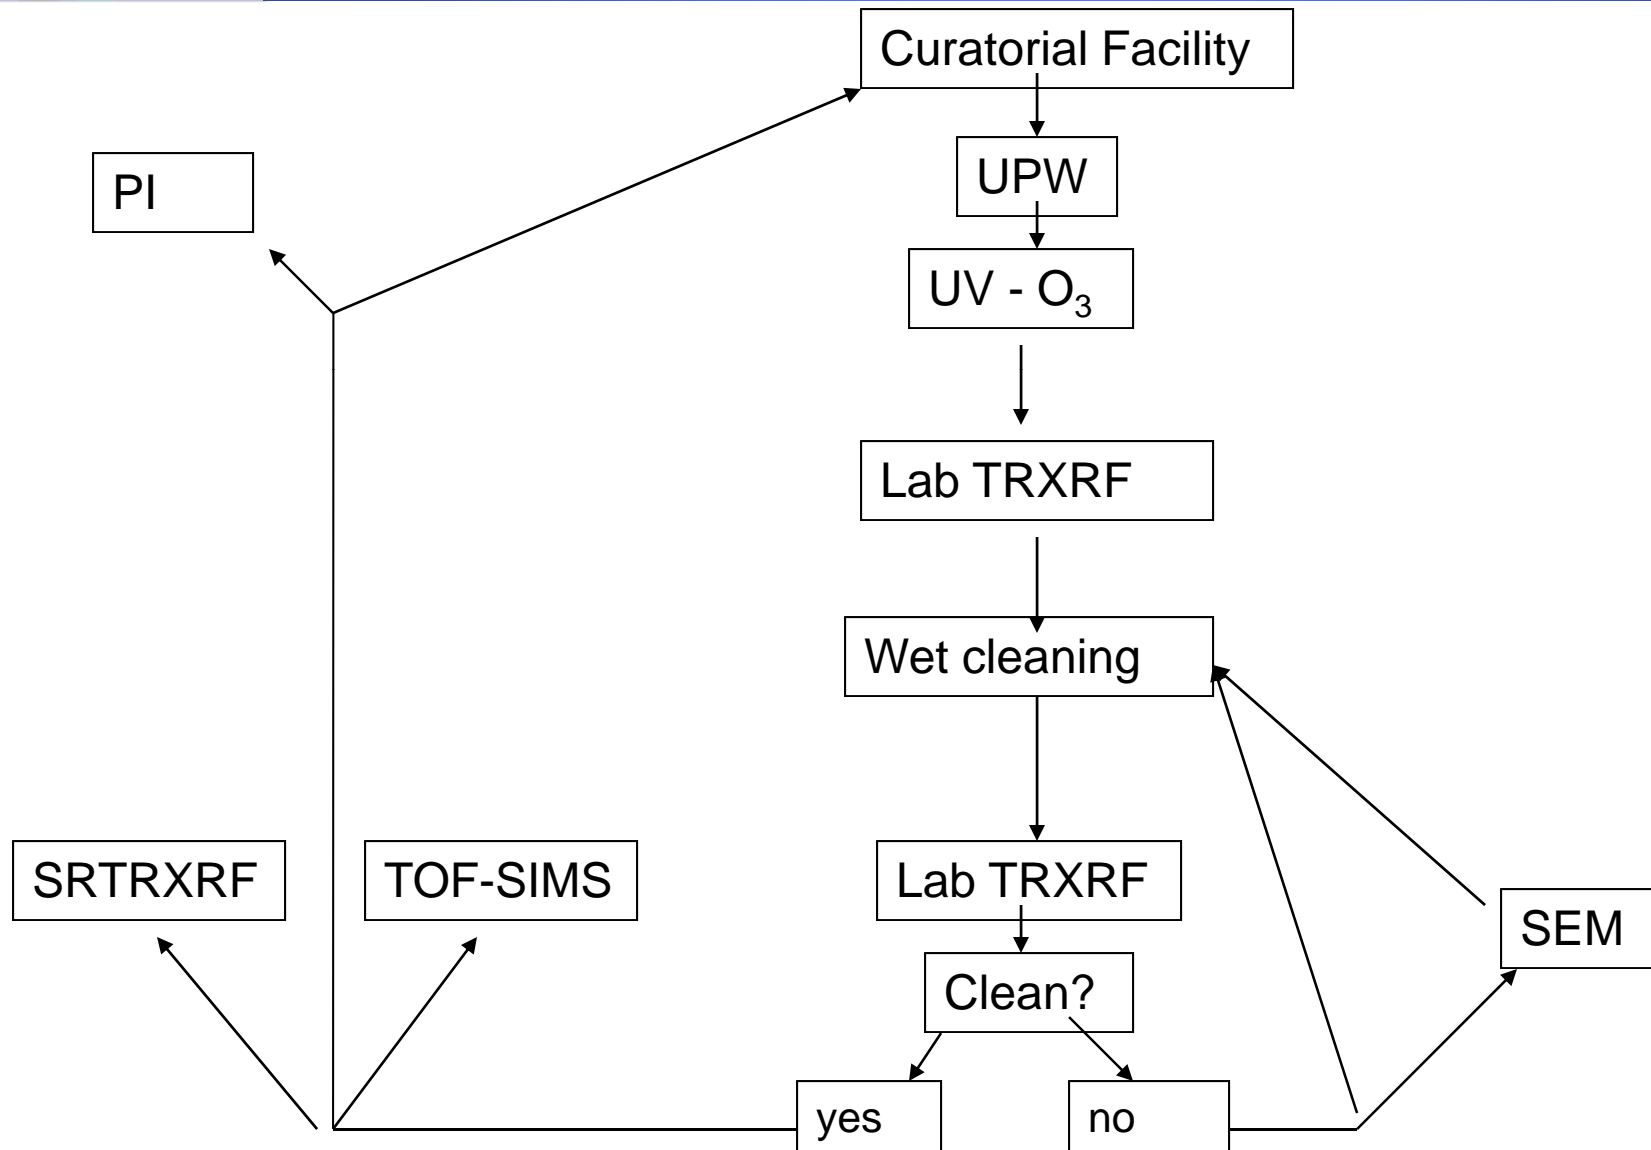 Curatorial Facility
PI
UPW
UV - O₃
Lab TRXRF
Wet cleaning
SRTRXRF
TOF-SIMS
Lab TRXRF
SEM
Clean?
yes
no